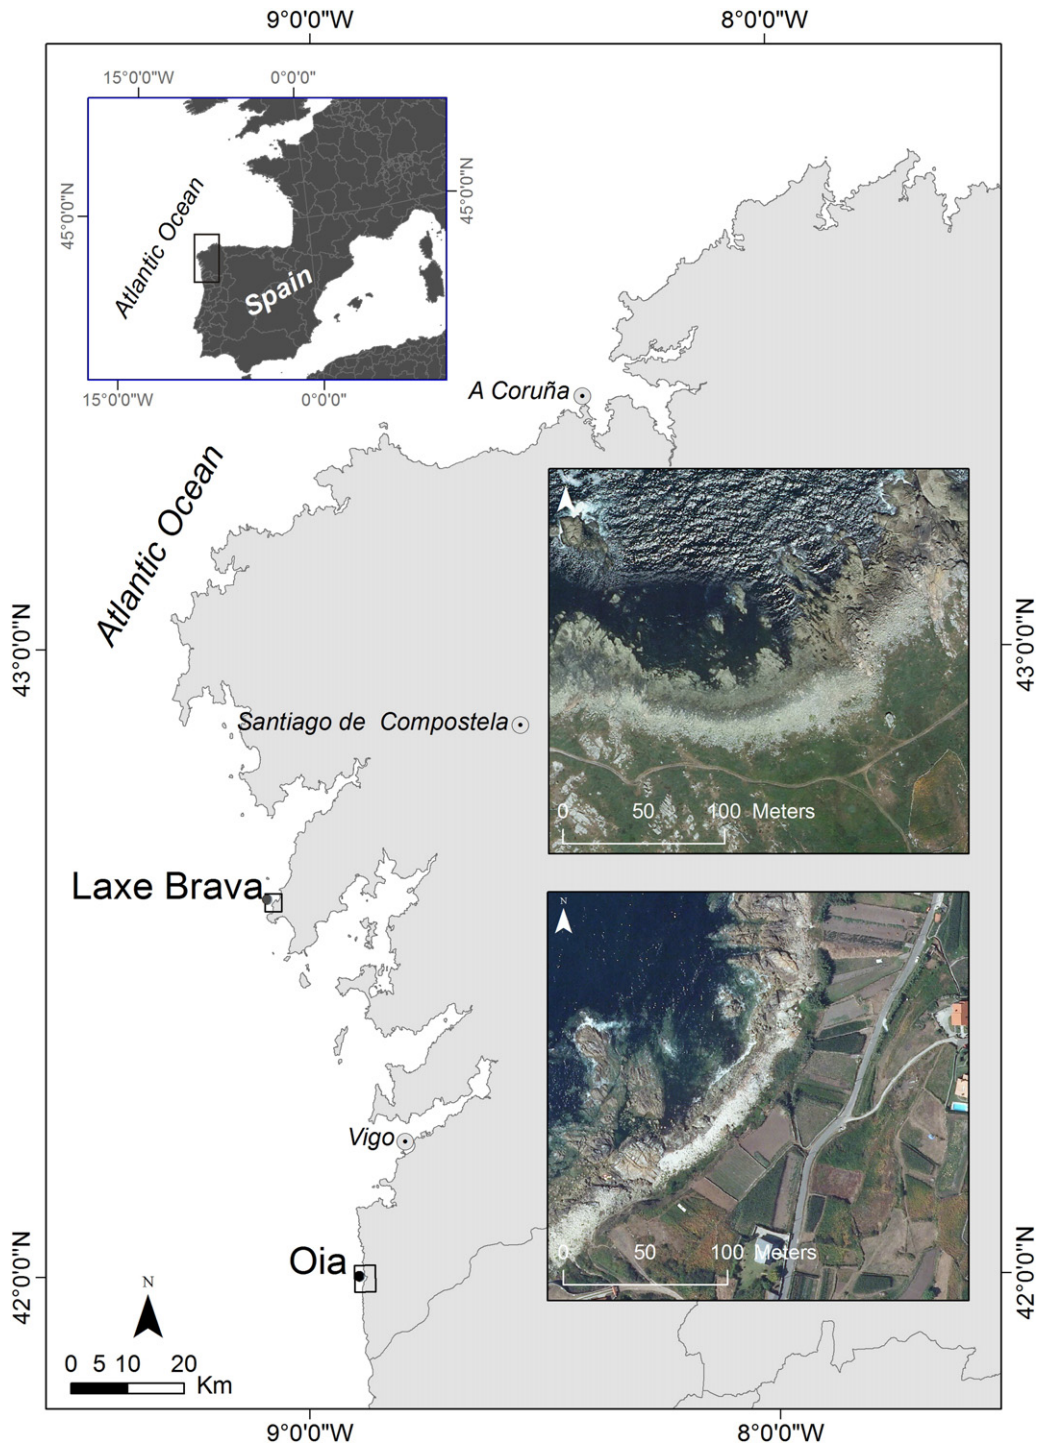 9°0'0"W
8°0'0"W
15°0'0"W
0°0'0"
45°0'0"N
45°0'0"N
Atlantic Ocean
Spain
15°0'0"W
0°0'0"
A Coruña
Atlantic Ocean
43°0'0"N
43°0'0"N
Santiago de Compostela
0 50 100 Meters
Laxe Brava
N
Vigo
0 50 100 Meters
Oia
42°0'0"N
42°0'0"N
N
0 5 10 20
Km
9°0'0"W
8°0'0"W